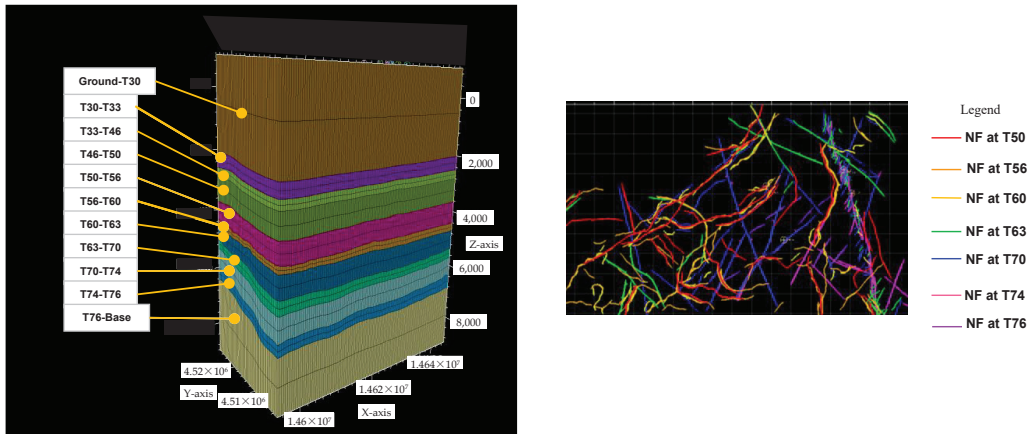 Ground-T30
T30-T33
T33-T46
T46-T50
T50-T56
T56-T60
T60-T63
T63-T70
T70-T74
T74-T76
T76-Base
0
2,000
4,000
Z-axis
6,000
8,000
4.52×10⁶
Y-axis
4.51×10⁶
1.46×10⁷
X-axis
1.462×10⁷
1.464×10⁷
Legend
NF at T50
NF at T56
NF at T60
NF at T63
NF at T70
NF at T74
NF at T76